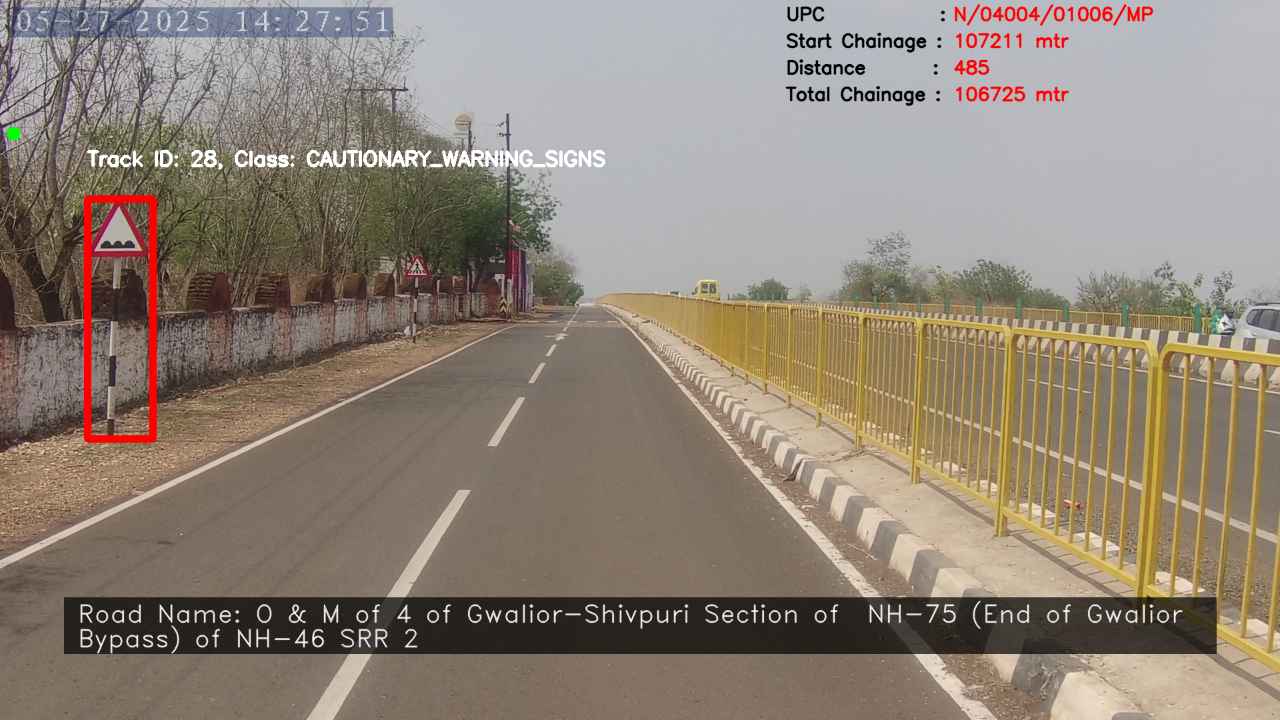 05-27-2025 14:27:51
UPC : N/04004/01006/MP
Start Chainage : 107211 mtr
Distance : 485
Total Chainage : 106725 mtr
Track ID: 28, Class: CAUTIONARY_WARNING_SIGNS
Road Name: O & M of 4 of Gwalior-Shivpuri Section of NH-75 (End of Gwalior
Bypass) of NH-46 SRR 2